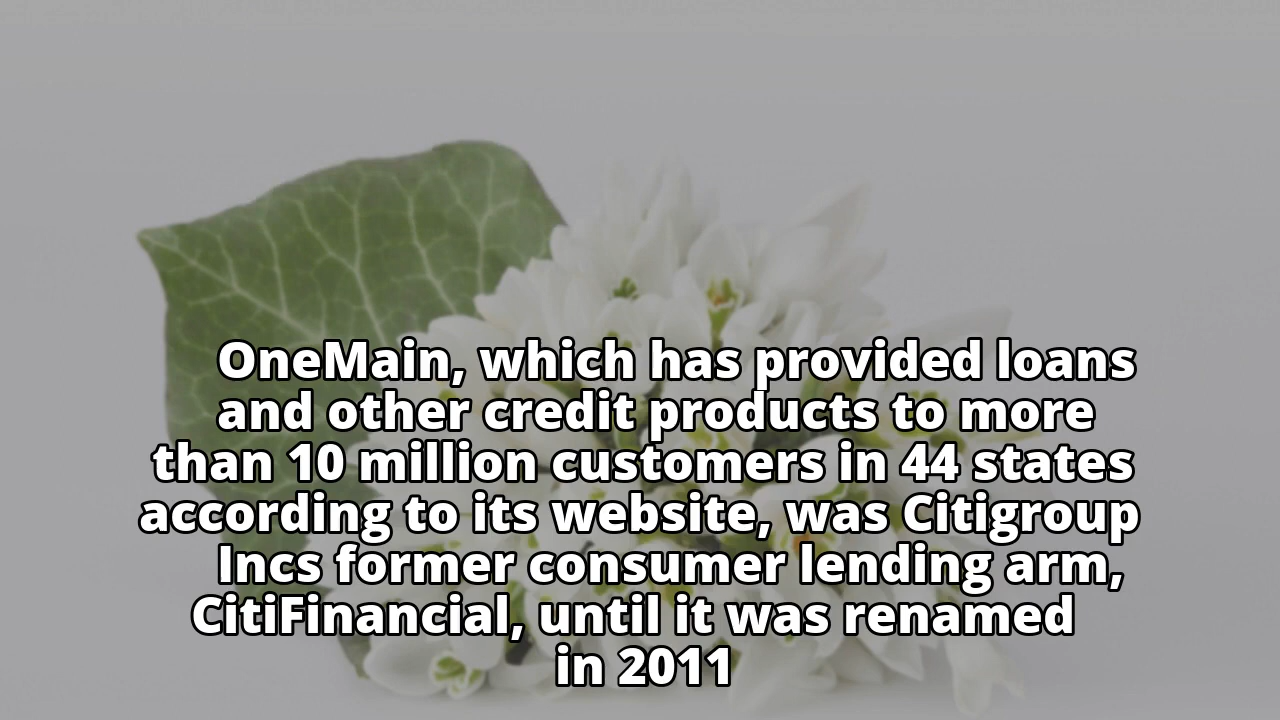 OneMain, which has provided loans
and other credit products to more
than 10 million customers in 44 states
according to its website, was Citigroup
Incs former consumer lending arm,
CitiFinancial, until it was renamed
in 2011